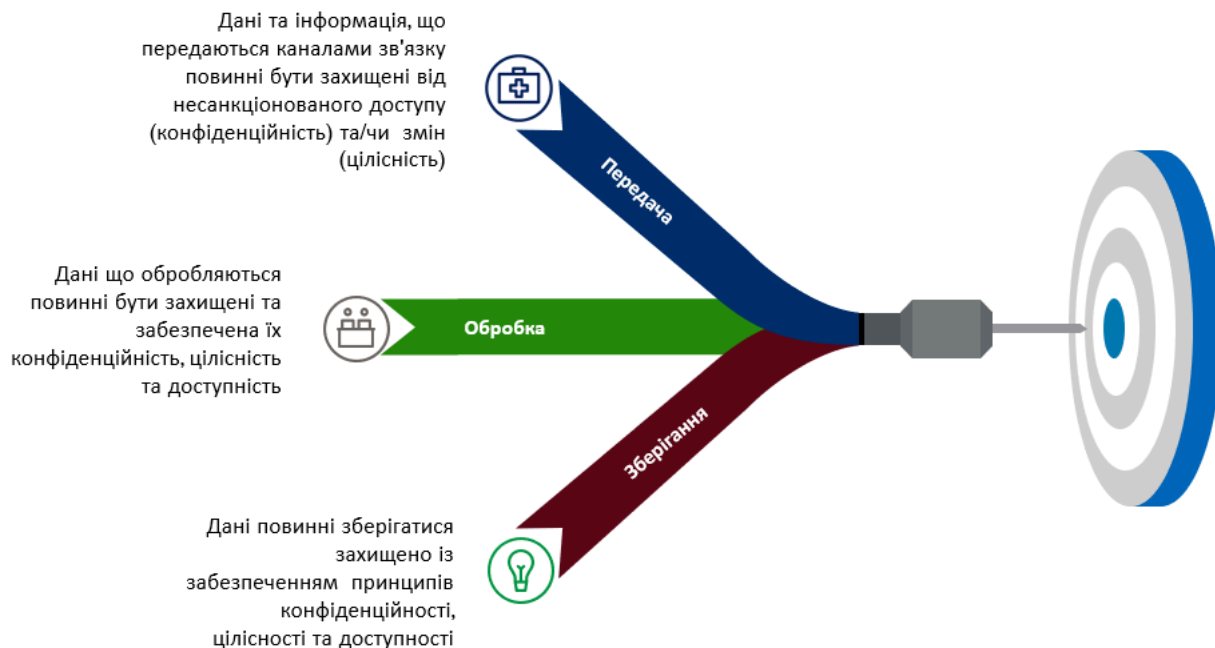 Дані та інформація, що
передаються каналами зв'язку
повинні бути захищені від
несанкціонованого доступу
(конфіденційність) та/чи змін
(цілісність)
Передача
Дані що обробляються
повинні бути захищені та
забезпечена їх
конфіденційність, цілісність
та доступність
Обробка
Зберігання
Дані повинні зберігатися
захищено із
забезпеченням принципів
конфіденційності,
цілісності та доступності